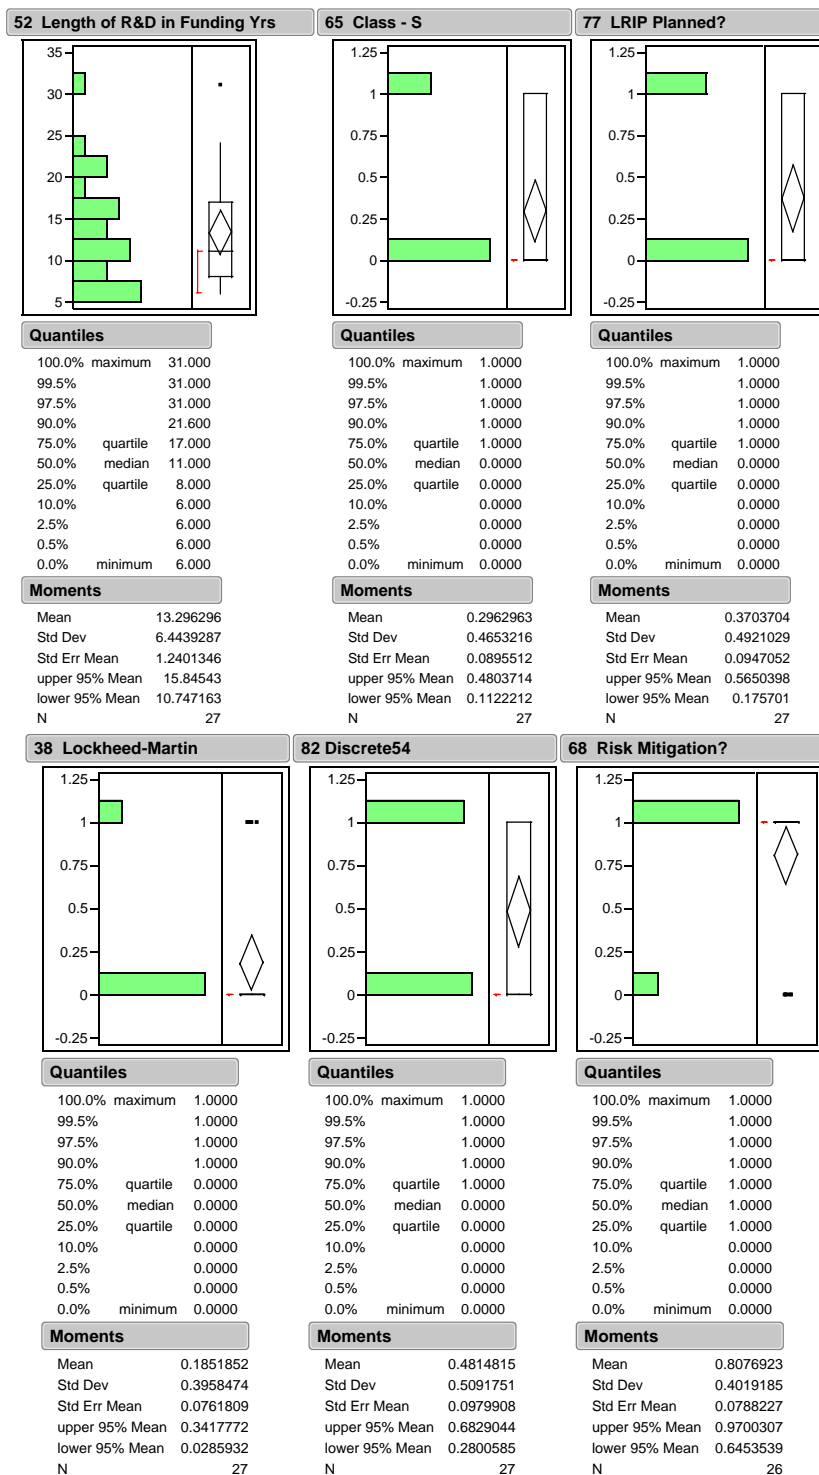 52 Length of R&D in Funding Yrs
35
30
25
20
15
10
5
Quantiles
100.0% maximum 31.000
99.5% 31.000
97.5% 31.000
90.0% 21.600
75.0% quartile 17.000
50.0% median 11.000
25.0% quartile 8.000
10.0% 6.000
2.5% 6.000
0.5% 6.000
0.0% minimum 6.000
Moments
Mean 13.296296
Std Dev 6.4439287
Std Err Mean 1.2401346
upper 95% Mean 15.84543
lower 95% Mean 10.747163
N 27
65 Class - S
1.25
1
0.75
0.5
0.25
0
-0.25
Quantiles
100.0% maximum 1.0000
99.5% 1.0000
97.5% 1.0000
90.0% 1.0000
75.0% quartile 1.0000
50.0% median 0.0000
25.0% quartile 0.0000
10.0% 0.0000
2.5% 0.0000
0.5% 0.0000
0.0% minimum 0.0000
Moments
Mean 0.2962963
Std Dev 0.4653216
Std Err Mean 0.0895512
upper 95% Mean 0.4803714
lower 95% Mean 0.1122212
N 27
77 LRIP Planned?
1.25
1
0.75
0.5
0.25
0
-0.25
Quantiles
100.0% maximum 1.0000
99.5% 1.0000
97.5% 1.0000
90.0% 1.0000
75.0% quartile 1.0000
50.0% median 0.0000
25.0% quartile 0.0000
10.0% 0.0000
2.5% 0.0000
0.5% 0.0000
0.0% minimum 0.0000
Moments
Mean 0.3703704
Std Dev 0.4921029
Std Err Mean 0.0947052
upper 95% Mean 0.5650398
lower 95% Mean 0.175701
N 27
38 Lockheed-Martin
1.25
1
0.75
0.5
0.25
0
-0.25
Quantiles
100.0% maximum 1.0000
99.5% 1.0000
97.5% 1.0000
90.0% 1.0000
75.0% quartile 0.0000
50.0% median 0.0000
25.0% quartile 0.0000
10.0% 0.0000
2.5% 0.0000
0.5% 0.0000
0.0% minimum 0.0000
Moments
Mean 0.1851852
Std Dev 0.3958474
Std Err Mean 0.0761809
upper 95% Mean 0.3417772
lower 95% Mean 0.0285932
N 27
82 Discrete54
1.25
1
0.75
0.5
0.25
0
-0.25
Quantiles
100.0% maximum 1.0000
99.5% 1.0000
97.5% 1.0000
90.0% 1.0000
75.0% quartile 1.0000
50.0% median 0.0000
25.0% quartile 0.0000
10.0% 0.0000
2.5% 0.0000
0.5% 0.0000
0.0% minimum 0.0000
Moments
Mean 0.4814815
Std Dev 0.5091751
Std Err Mean 0.0979908
upper 95% Mean 0.6829044
lower 95% Mean 0.2800585
N 27
68 Risk Mitigation?
1.25
1
0.75
0.5
0.25
0
-0.25
Quantiles
100.0% maximum 1.0000
99.5% 1.0000
97.5% 1.0000
90.0% 1.0000
75.0% quartile 1.0000
50.0% median 1.0000
25.0% quartile 1.0000
10.0% 0.0000
2.5% 0.0000
0.5% 0.0000
0.0% minimum 0.0000
Moments
Mean 0.8076923
Std Dev 0.4019185
Std Err Mean 0.0788227
upper 95% Mean 0.9700307
lower 95% Mean 0.6453539
N 26